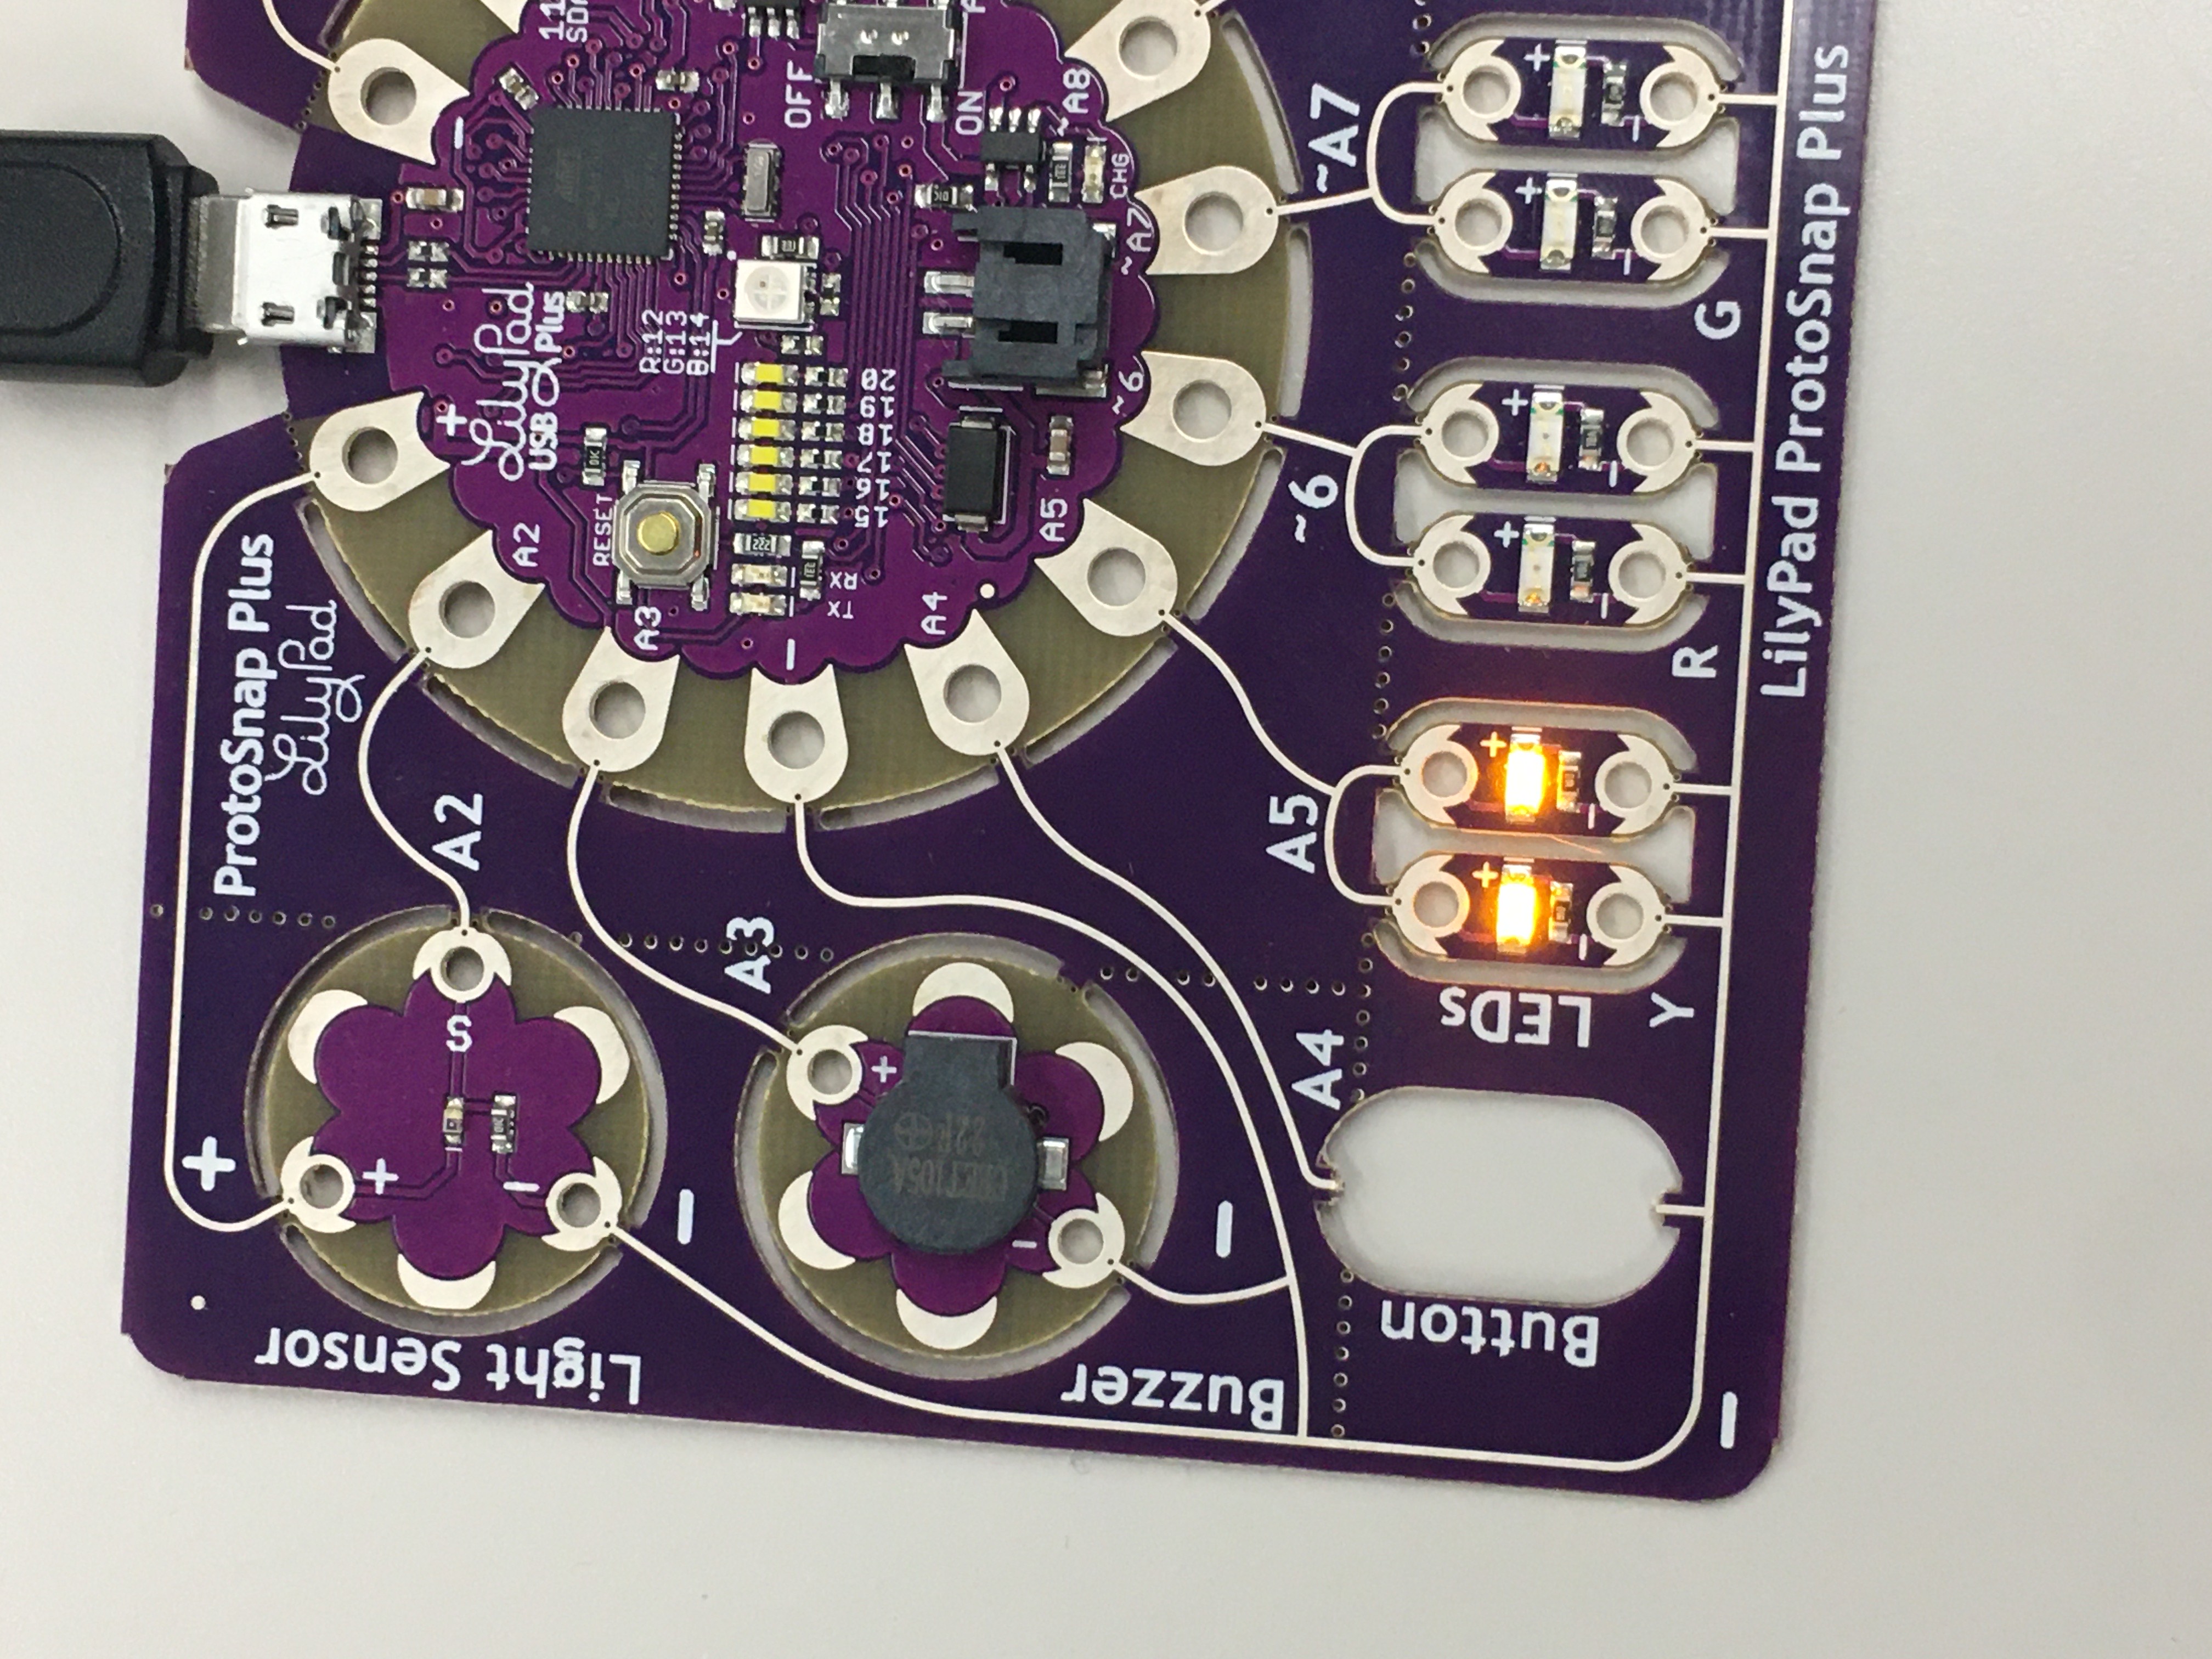 +
ProtoSnap Plus
LilyPad
Light Sensor
+
S
-
-
A2
A2
+
-
LilyPad
USB Plus
11
RESET
A3
A3
R:12
G:13
B:14
OFF
ON
-
TX
RX
222
15
16
17
18
19
20
A4
A5
~6
~A7
CHG
~A8
Buzzer
+
-
-
A4
A5
~6
~A7
Button
LEDs
+
+
+
+
+
+
-
-
-
-
-
-
Y
R
G
-
LilyPad ProtoSnap Plus